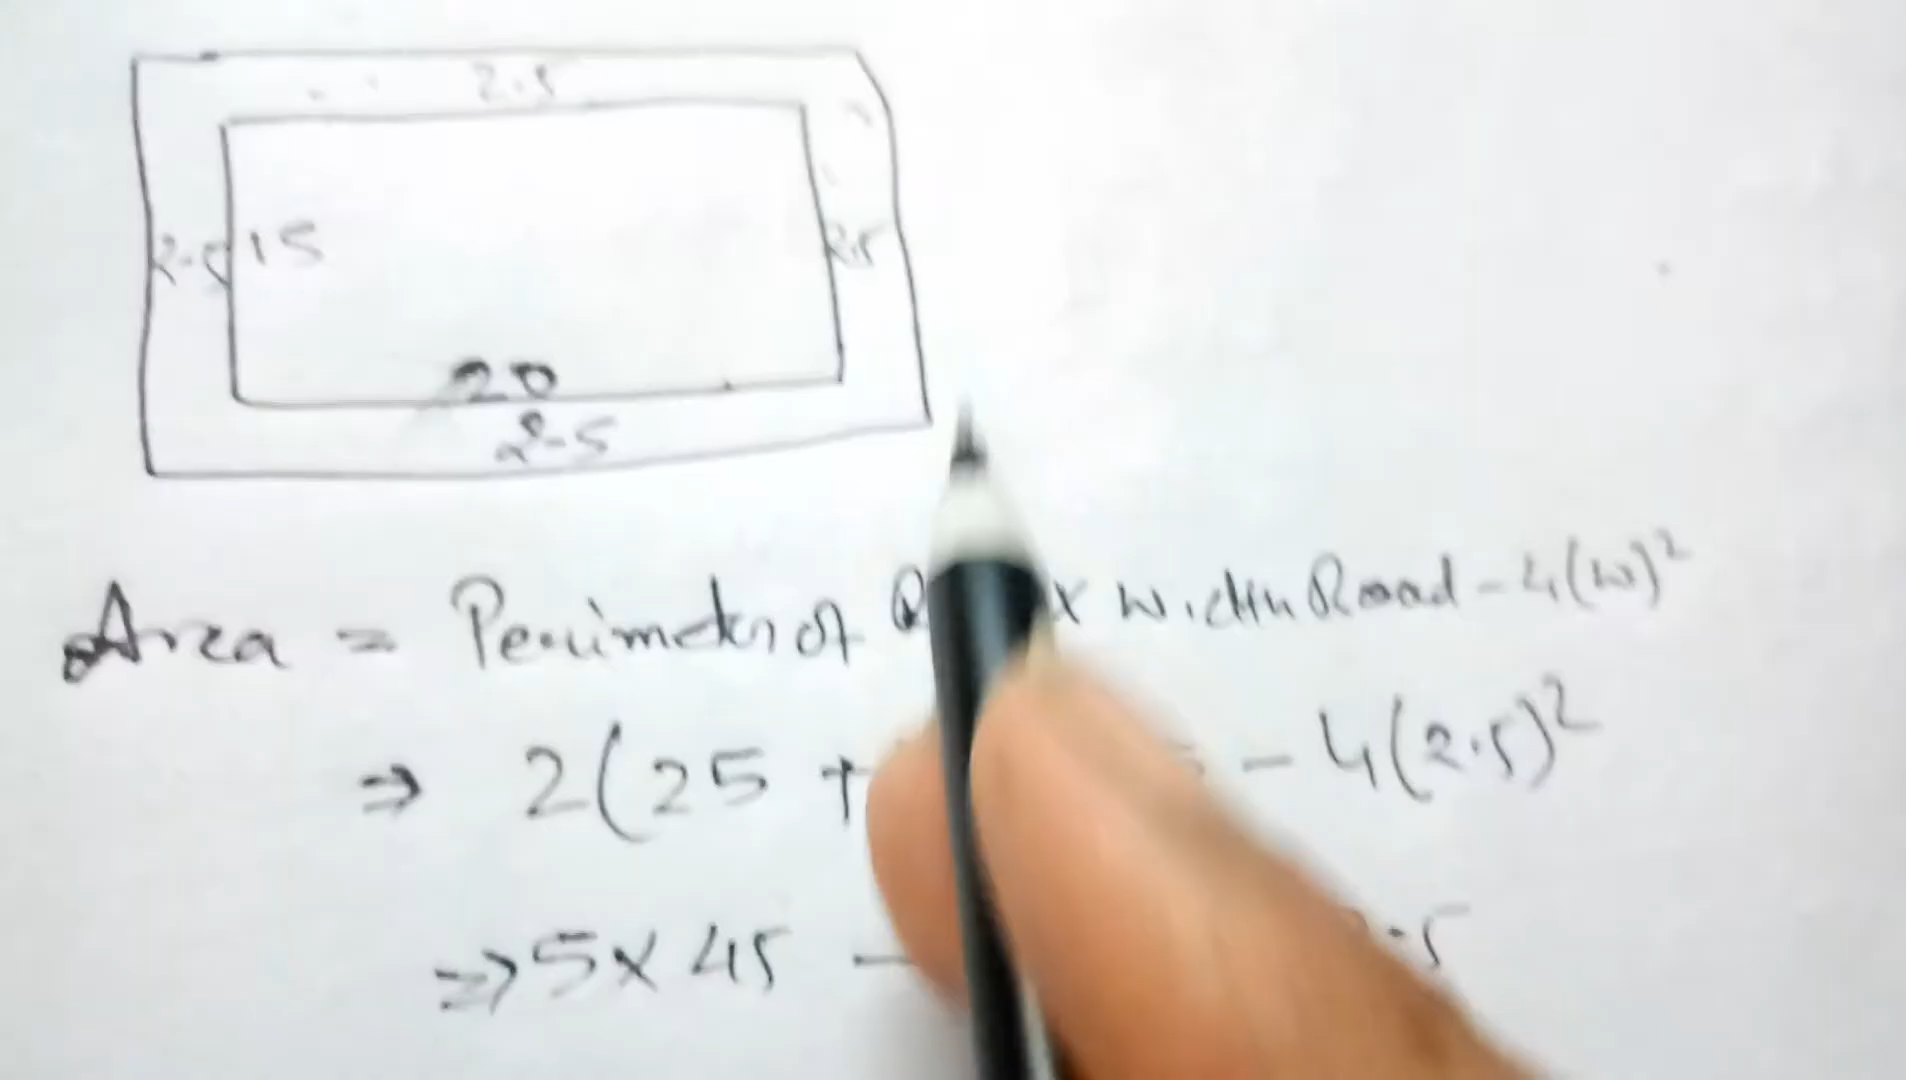 2.5
2.5 15 2.5
20
2.5
Area = Perimeter of x width Road - 4(w)²
⇒ 2(25 + - 4(2.5)²
⇒ 5 x 45 -